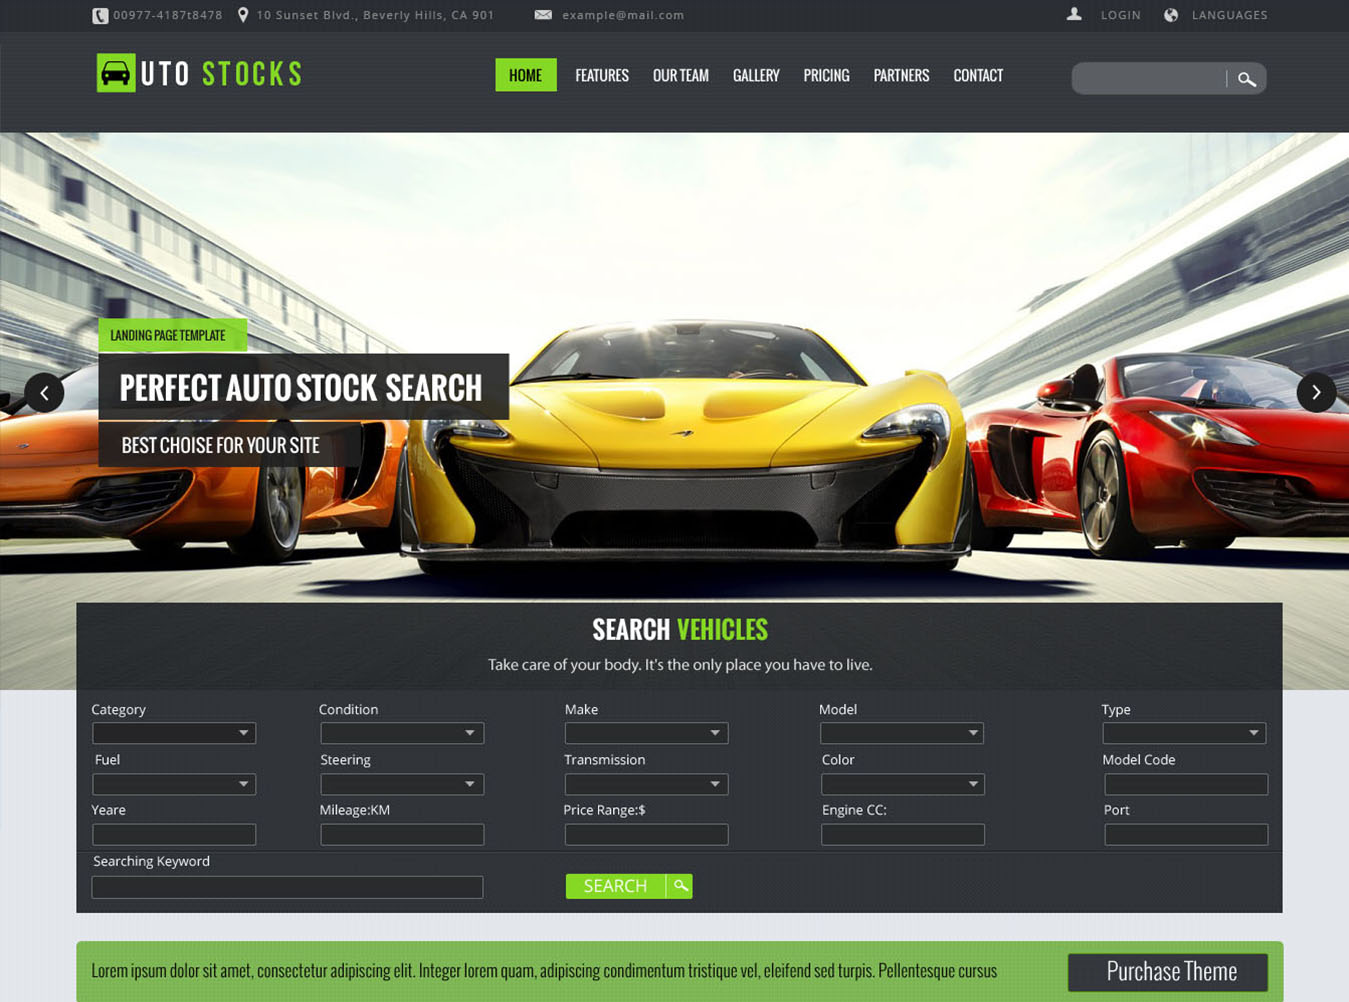 00977-4187t8478 10 Sunset Blvd., Beverly Hills, CA 901 example@mail.com LOGIN LANGUAGES
UTO STOCKS
HOME FEATURES OUR TEAM GALLERY PRICING PARTNERS CONTACT
LANDING PAGE TEMPLATE
PERFECT AUTO STOCK SEARCH
BEST CHOISE FOR YOUR SITE
SEARCH VEHICLES
Take care of your body. It's the only place you have to live.
Category Condition Make Model Type
Fuel Steering Transmission Color Model Code
Yeare Mileage:KM Price Range:$ Engine CC: Port
Searching Keyword
SEARCH
Lorem ipsum dolor sit amet, consectetur adipiscing elit. Integer lorem quam, adipiscing condimentum tristique vel, eleifend sed turpis. Pellentesque cursus
Purchase Theme